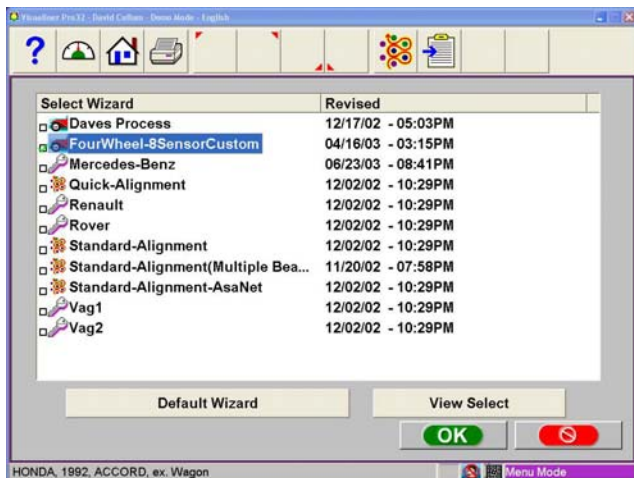 Visualiner Pro32 - David Collum - Demo Mode - English
?
Select Wizard Revised
Daves Process 12/17/02 - 05:03PM
FourWheel-8SensorCustom 04/16/03 - 03:15PM
Mercedes-Benz 06/23/03 - 08:41PM
Quick-Alignment 12/02/02 - 10:29PM
Renault 12/02/02 - 10:29PM
Rover 12/02/02 - 10:29PM
Standard-Alignment 12/02/02 - 10:29PM
Standard-Alignment(Multiple Bea... 11/20/02 - 07:58PM
Standard-Alignment-AsaNet 12/02/02 - 10:29PM
Vag1 12/02/02 - 10:29PM
Vag2 12/02/02 - 10:29PM
Default Wizard View Select
OK
HONDA, 1992, ACCORD, ex. Wagon Menu Mode